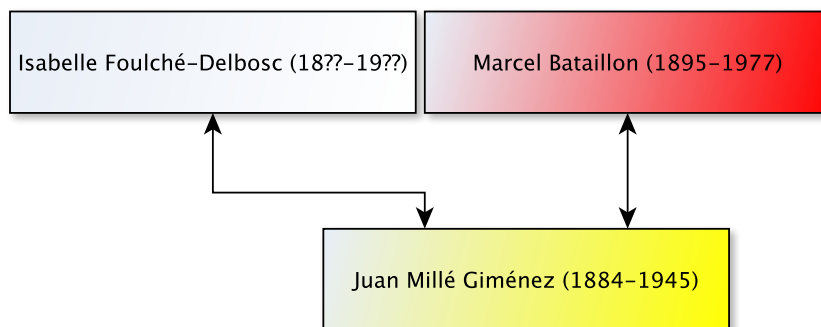 Isabelle Foulché–Delbosc (18??–19??)
Marcel Bataillon (1895–1977)
Juan Millé Giménez (1884–1945)